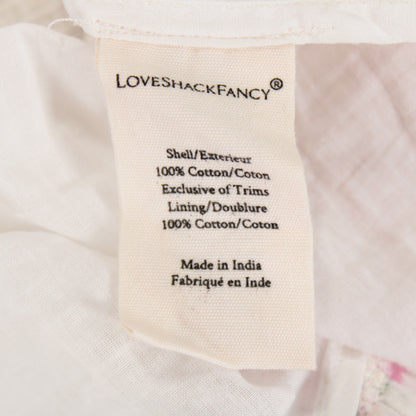 LOVESHACKFANCY®
Shell/Exterieur
100% Cotton/Coton
Exclusive of Trims
Lining/Doublure
100% Cotton/Coton
Made in India
Fabriqué en Inde